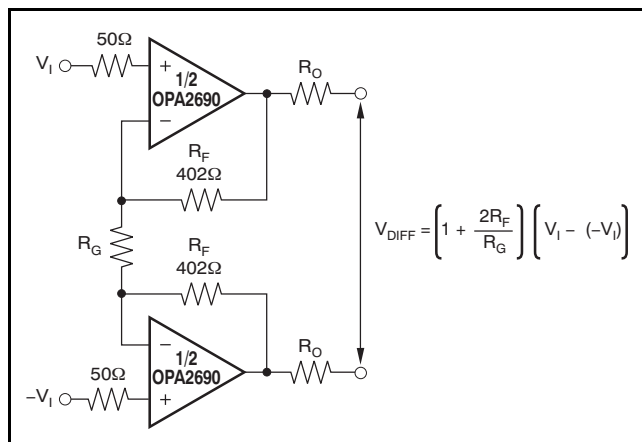 50Ω
V_I
+
1/2
OPA2690
−
R_O
R_F
402Ω
R_G
V_DIFF = [1 + 2R_F/R_G] [V_I − (−V_I)]
R_F
402Ω
−
1/2
OPA2690
+
R_O
50Ω
−V_I